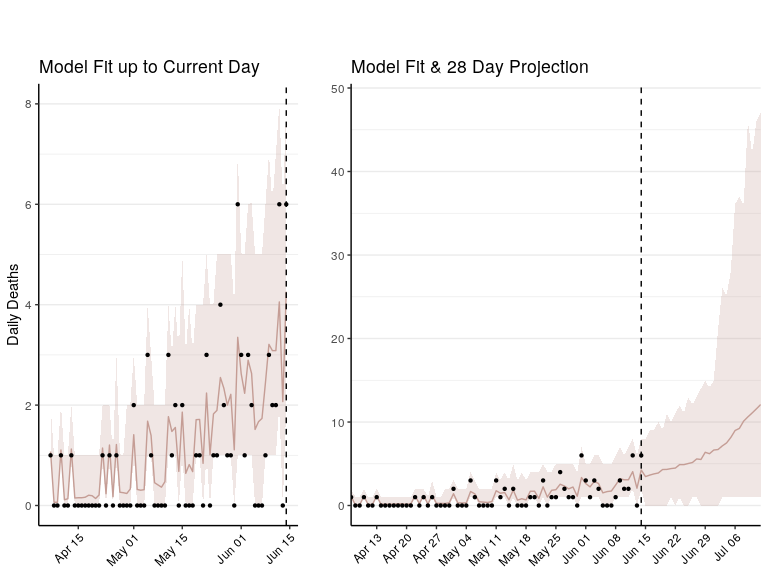 Model Fit up to Current Day
Daily Deaths
8
6
4
2
0
Apr 15
May 01
May 15
Jun 01
Jun 15
Model Fit & 28 Day Projection
50
40
30
20
10
0
Apr 13
Apr 20
Apr 27
May 04
May 11
May 18
May 25
Jun 01
Jun 08
Jun 15
Jun 22
Jun 29
Jul 06